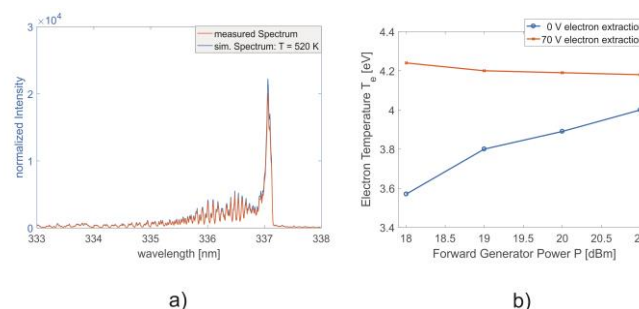 3 ×10⁴
measured Spectrum
sim. Spectrum: T = 520 K
normalized Intensity
2
1
0
333 334 335 336 337 338
wavelength [nm]
a)
0 V electron extraction
70 V electron extraction
Electron Temperature T_e [eV]
4.4
4.2
4
3.8
3.6
3.4
18 18.5 19 19.5 20 20.5
Forward Generator Power P [dBm]
b)